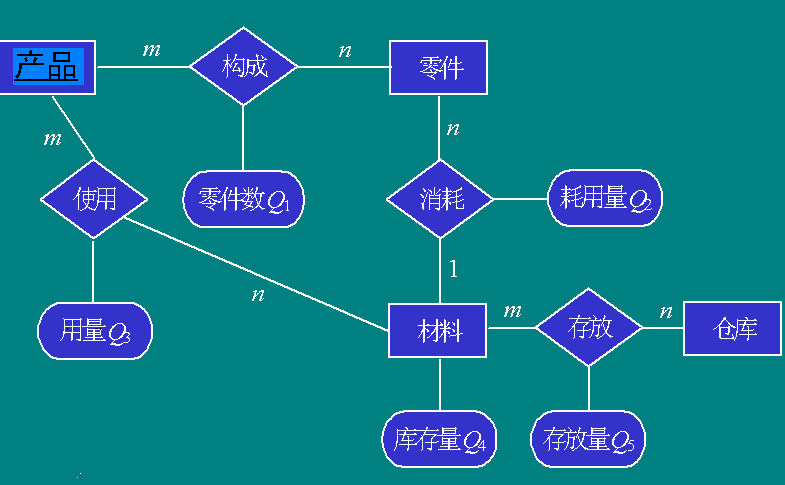 m
n
产品
构成
零件
m
n
使用
零件数Q1
消耗
耗用量Q2
1
n
用量Q3
材料
m
存放
n
仓库
库存量Q4
存放量Q5